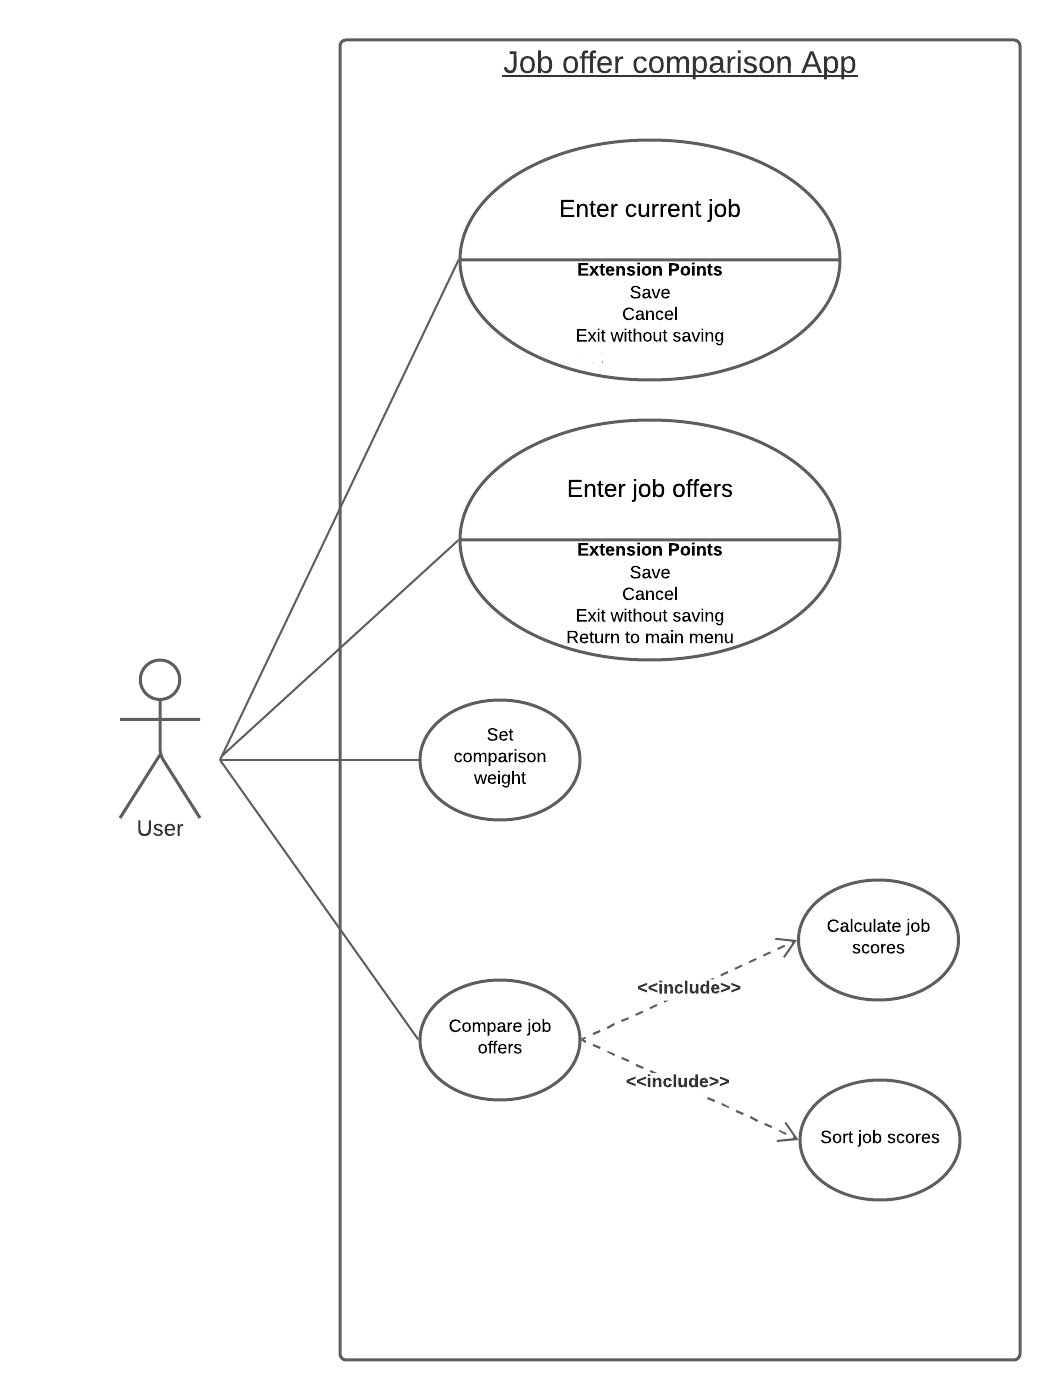 Job offer comparison App
Enter current job
Extension Points
Save
Cancel
Exit without saving
Enter job offers
Extension Points
Save
Cancel
Exit without saving
Return to main menu
Set
comparison
weight
User
Calculate job
scores
<<include>>
Compare job
offers
<<include>>
Sort job scores